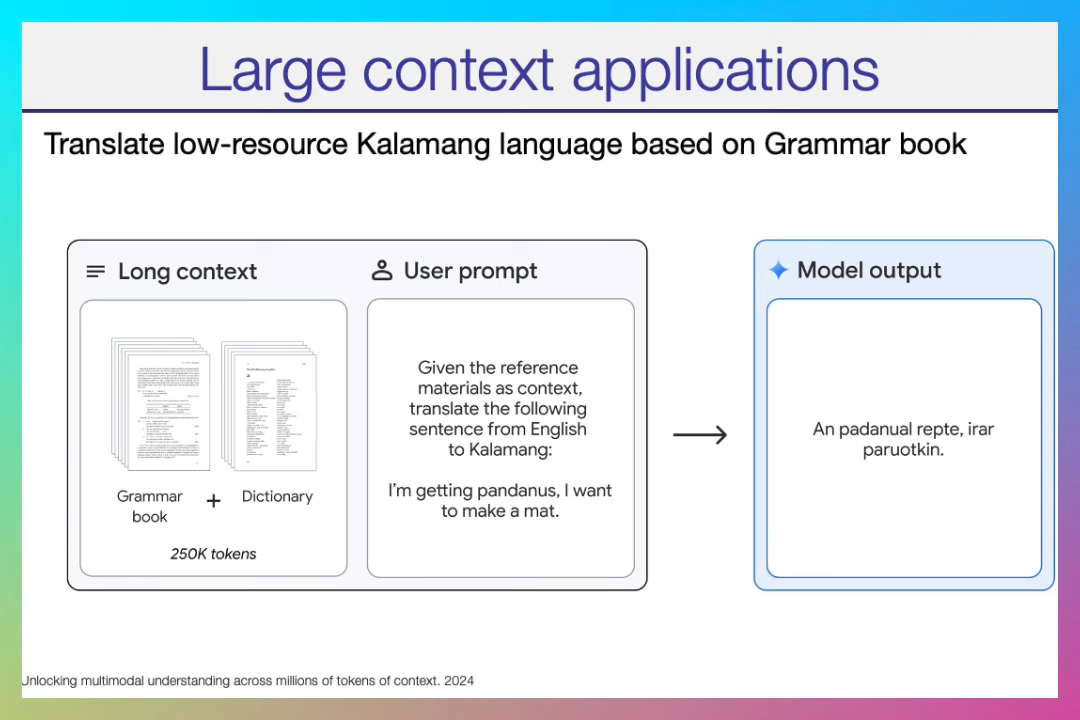 Large context applications
Translate low-resource Kalamang language based on Grammar book
Long context
Grammar
book
+
Dictionary
250K tokens
User prompt
Given the reference
materials as context,
translate the following
sentence from English
to Kalamang:
I'm getting pandanus, I want
to make a mat.
Model output
An padanual repte, irar
paruotkin.
Unlocking multimodal understanding across millions of tokens of context. 2024